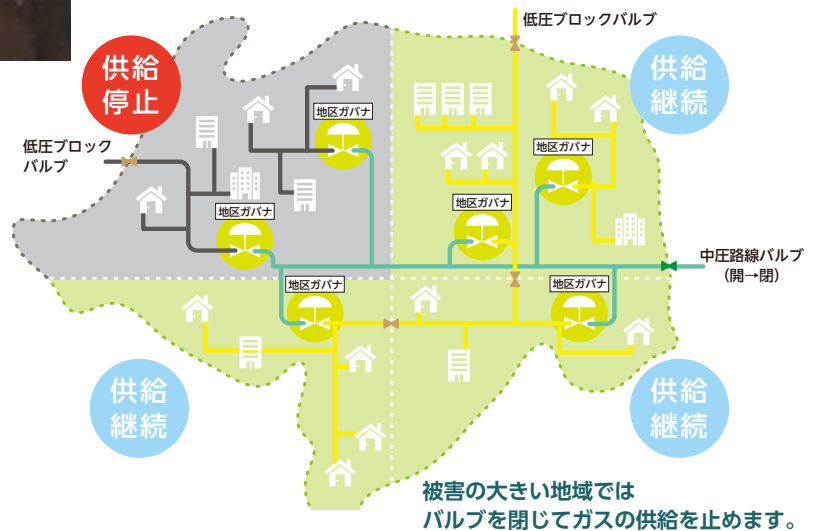 低圧ブロックバルブ
供給
停止
供給
継続
地区ガバナ
低圧ブロック
バルブ
地区ガバナ
地区ガバナ
地区ガバナ
中圧路線バルブ
（開→閉）
地区ガバナ
地区ガバナ
供給
継続
供給
継続
被害の大きい地域では
バルブを閉じてガスの供給を止めます。